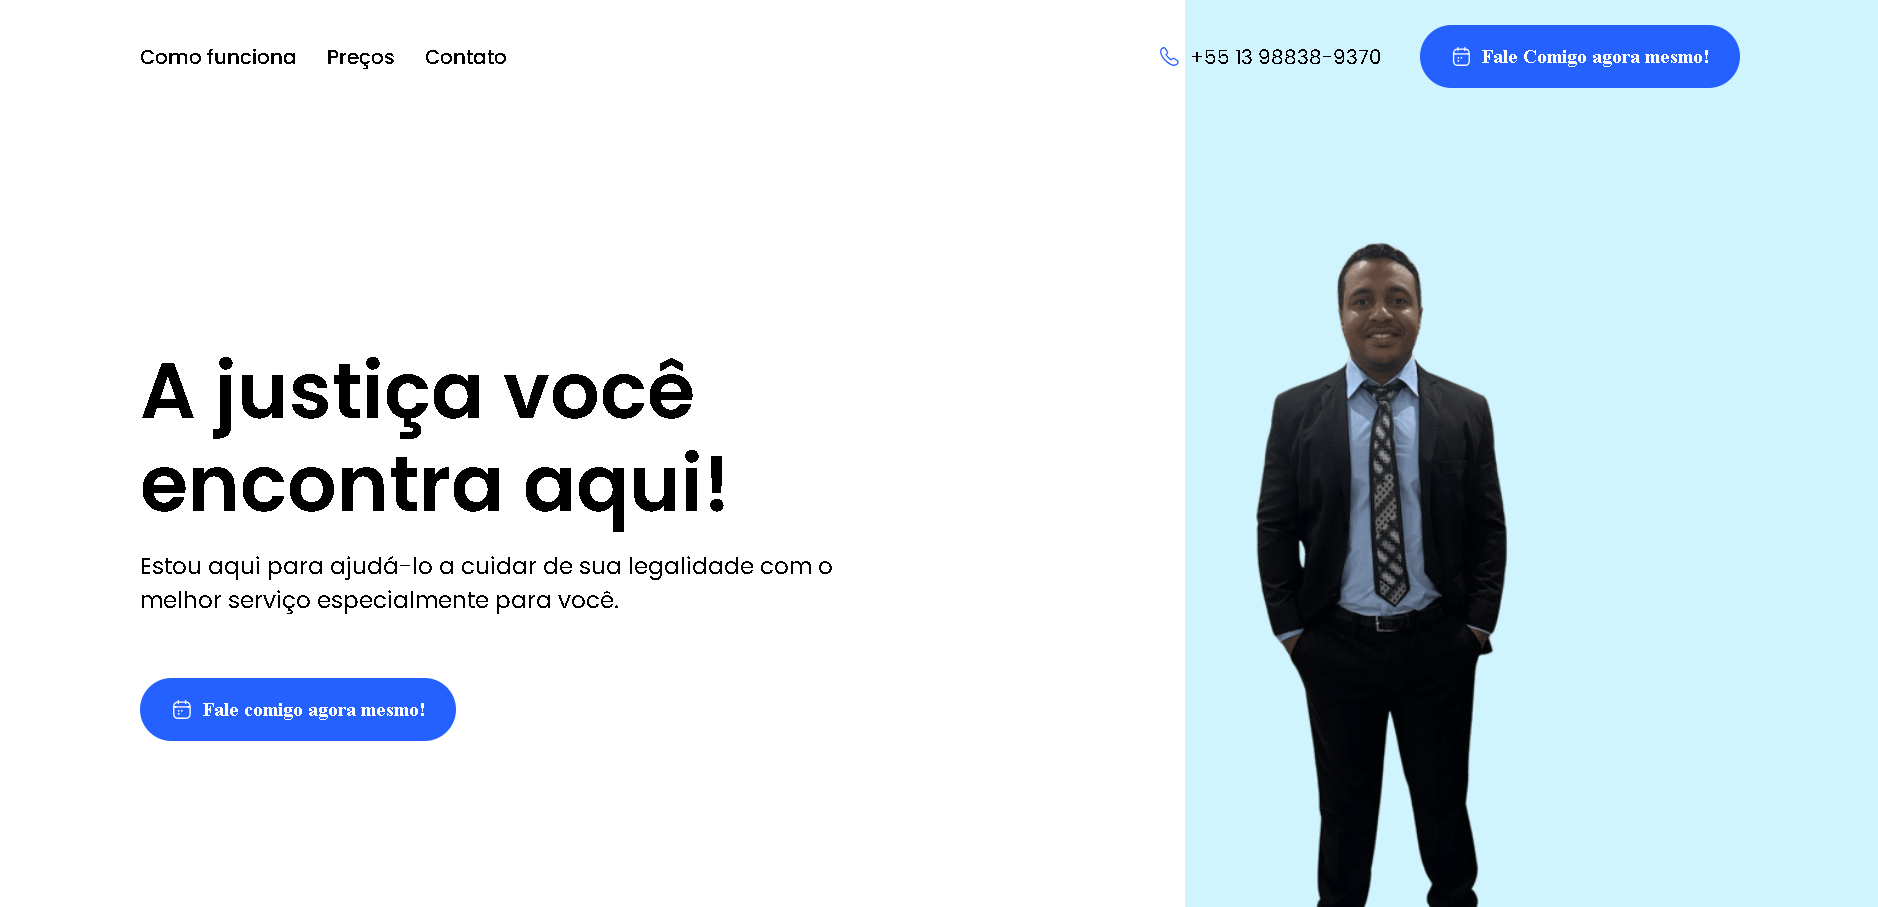 Como funciona Preços Contato +55 13 98838-9370 Fale Comigo agora mesmo!
A justiça você
encontra aqui!
Estou aqui para ajudá-lo a cuidar de sua legalidade com o
melhor serviço especialmente para você.
Fale comigo agora mesmo!